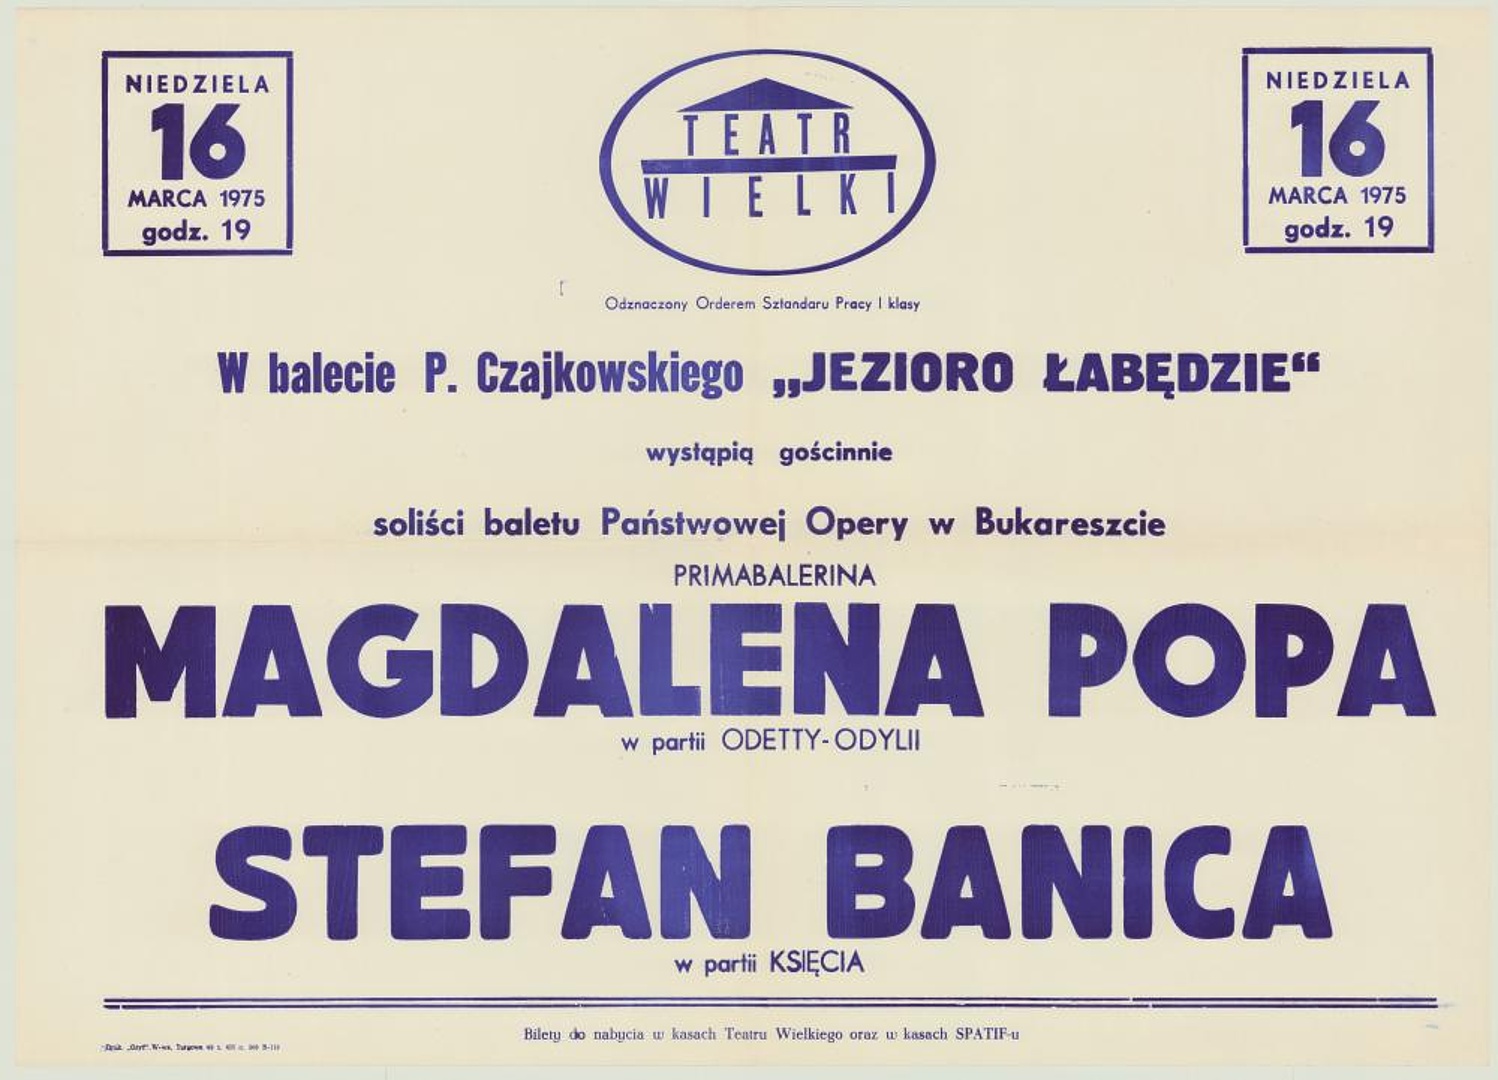 NIEDZIELA
16
MARCA 1975
godz. 19
TEATR
WIELKI
NIEDZIELA
16
MARCA 1975
godz. 19
Odznaczony Orderem Sztandaru Pracy I klasy
W balecie P. Czajkowskiego „JEZIORO ŁABĘDZIE“
wystąpią gościnnie
soliści baletu Państwowej Opery w Bukareszcie
PRIMABALERINA
MAGDALENA POPA
w partii ODETTY-ODYLII
STEFAN BANICA
w partii KSIĘCIA
Bilety do nabycia w kasach Teatru Wielkiego oraz w kasach SPATIF-u